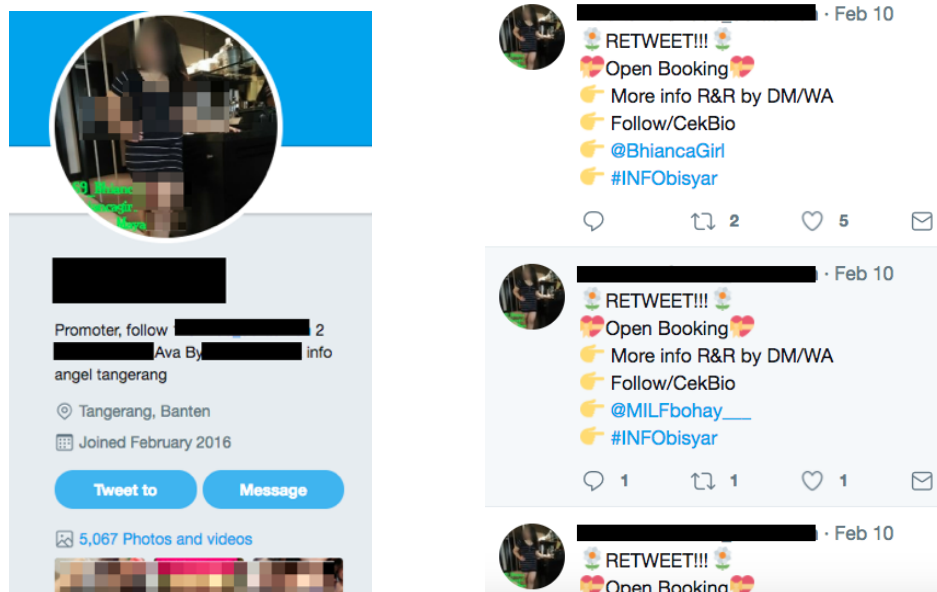 Promoter, follow 2
Ava By info
angel tangerang
Tangerang, Banten
Joined February 2016
Tweet to
Message
5,067 Photos and videos
· Feb 10
RETWEET!!!
Open Booking
More info R&R by DM/WA
Follow/CekBio
@BhiancaGirl
#INFObisyar
2 5
· Feb 10
RETWEET!!!
Open Booking
More info R&R by DM/WA
Follow/CekBio
@MILFbohay___
#INFObisyar
1 1 1
· Feb 10
RETWEET!!!
Open Booking